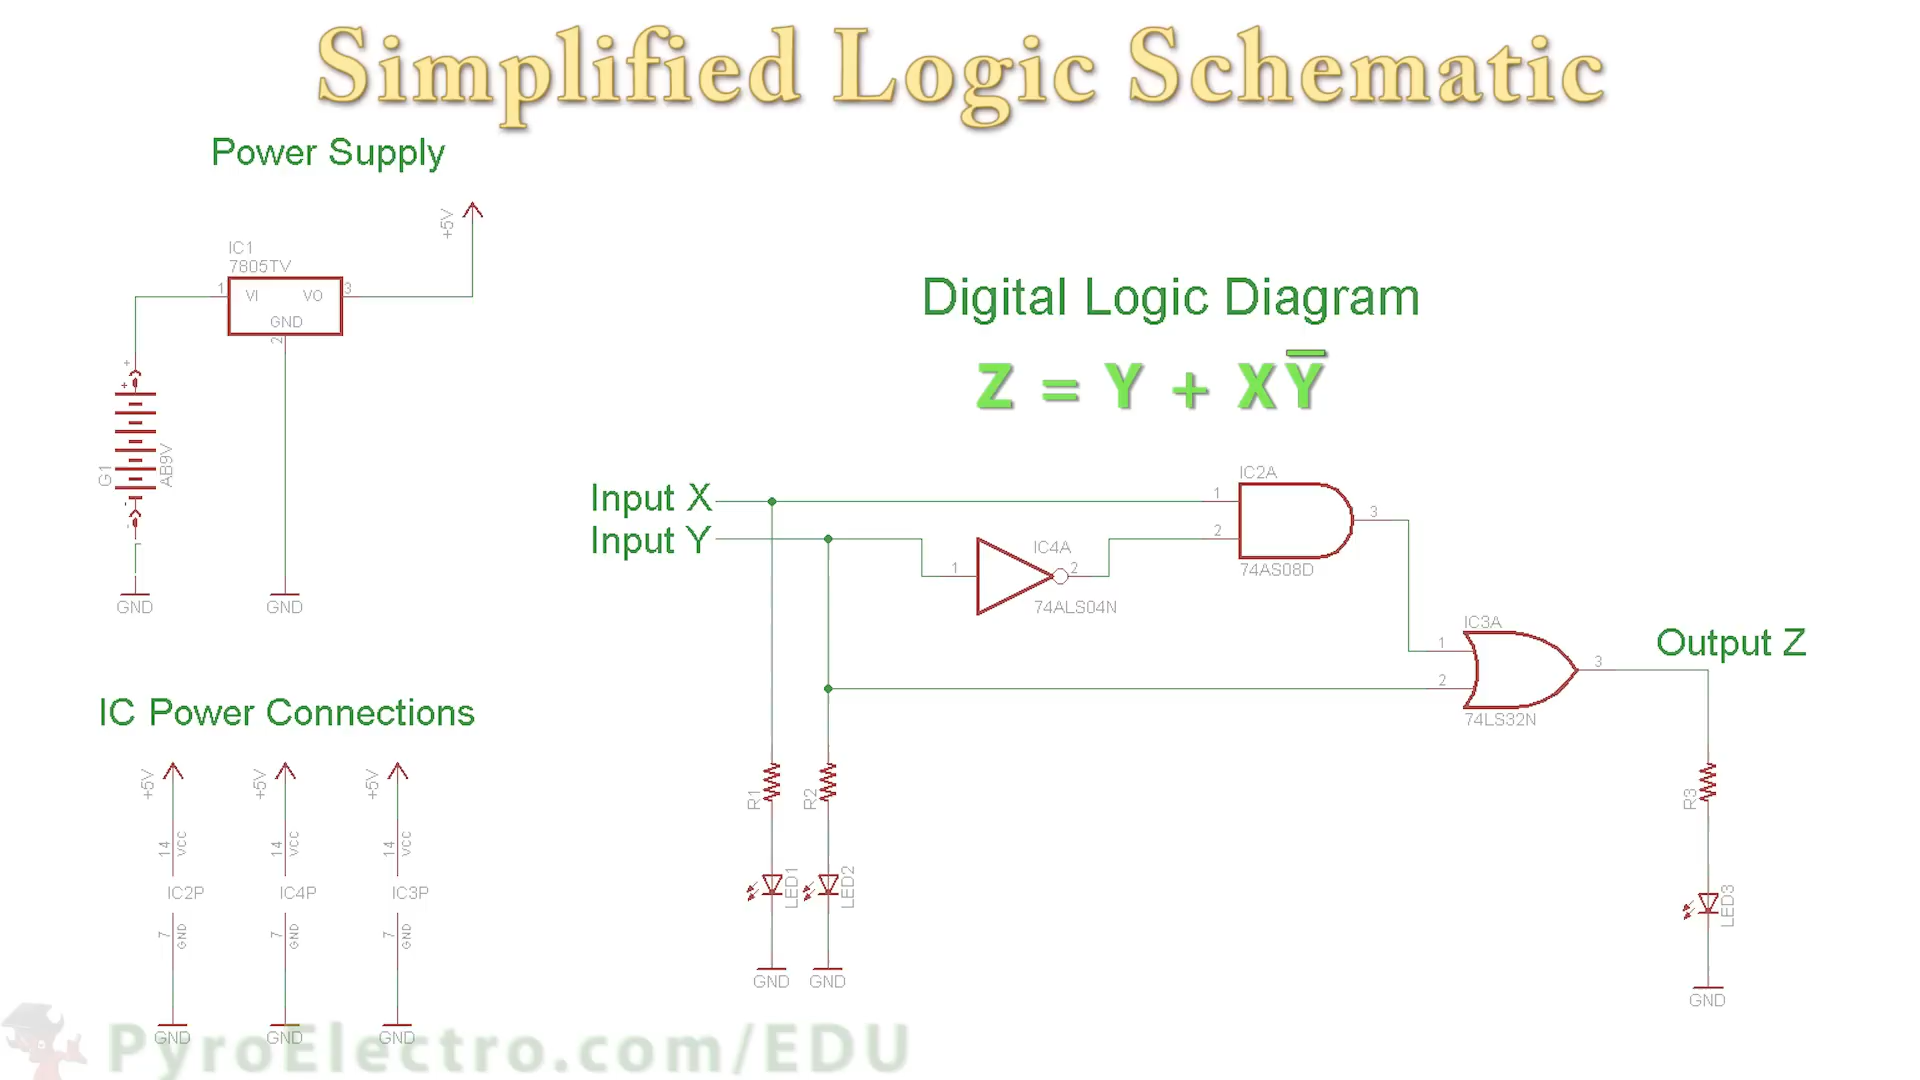 Simplified Logic Schematic
Power Supply
+5V
IC1
7805TV
1 VI VO 3
GND
2
+
+
G1
AB9V
-
-
GND GND
Digital Logic Diagram
Z = Y + XY̅
Input X
Input Y
IC2A
1
2
3
74AS08D
IC4A
1
2
74ALS04N
IC3A
1
2
3
74LS32N
Output Z
R1
R2
R3
LED1
LED2
LED3
GND GND
GND
IC Power Connections
+5V +5V +5V
14 VCC 14 VCC 14 VCC
IC2P IC4P IC3P
7 GND 7 GND 7 GND
GND GND GND
PyroElectro.com/EDU